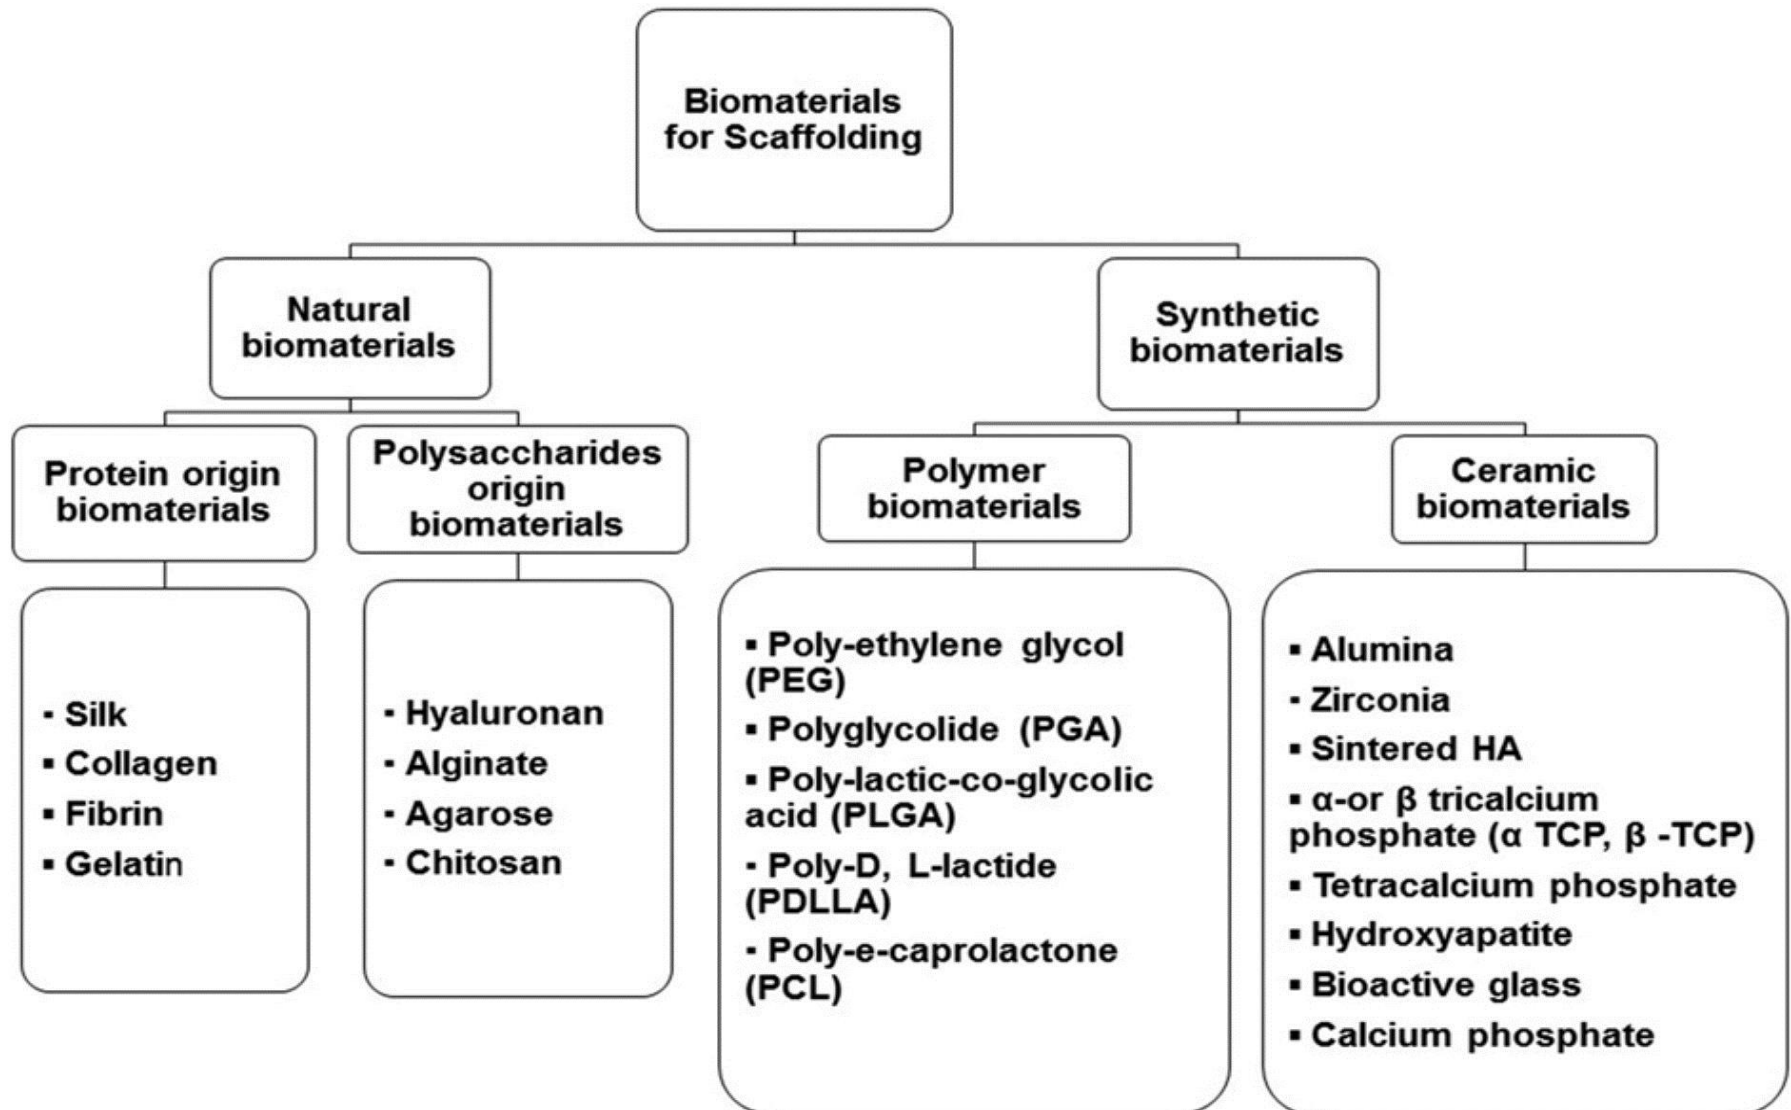 Biomaterials
for Scaffolding
Natural
biomaterials
Synthetic
biomaterials
Protein origin
biomaterials
Polysaccharides
origin
biomaterials
Polymer
biomaterials
Ceramic
biomaterials
▪ Silk
▪ Collagen
▪ Fibrin
▪ Gelatin
▪ Hyaluronan
▪ Alginate
▪ Agarose
▪ Chitosan
▪ Poly-ethylene glycol
(PEG)
▪ Polyglycolide (PGA)
▪ Poly-lactic-co-glycolic
acid (PLGA)
▪ Poly-D, L-lactide
(PDLLA)
▪ Poly-e-caprolactone
(PCL)
▪ Alumina
▪ Zirconia
▪ Sintered HA
▪ α-or β tricalcium
phosphate (α TCP, β -TCP)
▪ Tetracalcium phosphate
▪ Hydroxyapatite
▪ Bioactive glass
▪ Calcium phosphate